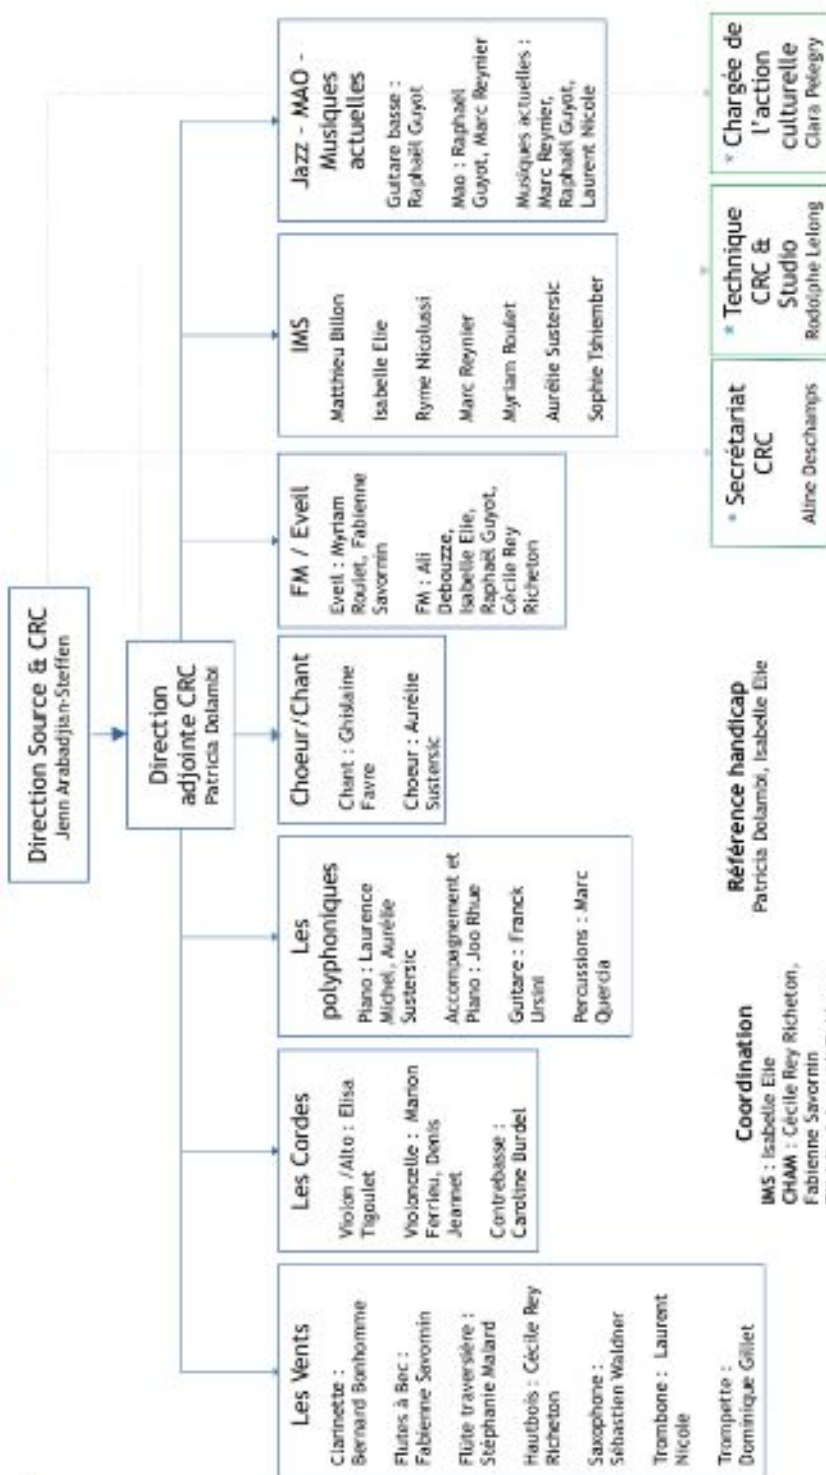 Direction Source & CRC
Jenn Arabadjian-Steffen
Direction
adjointe CRC
Patricia Dolambi
Les Vents
Clarinette :
Bernard Bonhomme
Flutes à Bec :
Fabienne Savornin
Flûte traversière :
Stéphanie Malard
Hautbois : Cécile Rey
Richeton
Saxophone :
Sébastien Waldner
Trombone : Laurent
Nicole
Trompette :
Dominique Gillet
Les Cordes
Violon /Alto : Elisa
Tigoulet
Violoncelle : Marion
Ferrieu, Denis
Jeannet
Contrebasse :
Caroline Burdel
Les
polyphoniques
Piano : Laurence
Michel, Aurélie
Sustersic
Accompagnement et
Piano : Joo Rhue
Guitare : Franck
Ursini
Percussions : Marc
Quercia
Choeur/Chant
Chant : Ghislaine
Favre
Choeur : Aurélie
Sustersic
FM / Eveil
Eveil : Myriam
Roulet, Fabienne
Savornin
FM : Ali
Debouzze,
Isabelle Elie,
Raphaël Guyot,
Cécile Rey
Richeton
IMS
Matthieu Billon
Isabelle Elie
Ryme Nicolussi
Marc Reynier
Myriam Roulet
Aurélie Sustersic
Sophie Tshiember
Jazz - MAO -
Musiques
actuelles
Guitare basse :
Raphaël Guyot
Mao : Raphaël
Guyot, Marc Reynier
Musiques actuelles :
Marc Reynier,
Raphaël Guyot,
Laurent Nicole
Coordination
IMS : Isabelle Elie
CHAM : Cécile Rey Richeton,
Fabienne Savornin
Référence handicap
Patricia Dolambi, Isabelle Elie
* Secrétariat
CRC
Aline Deschamps
* Technique
CRC &
Studio
Rodolphe Lelong
* Chargée de
l'action
culturelle
Clara Pelegry